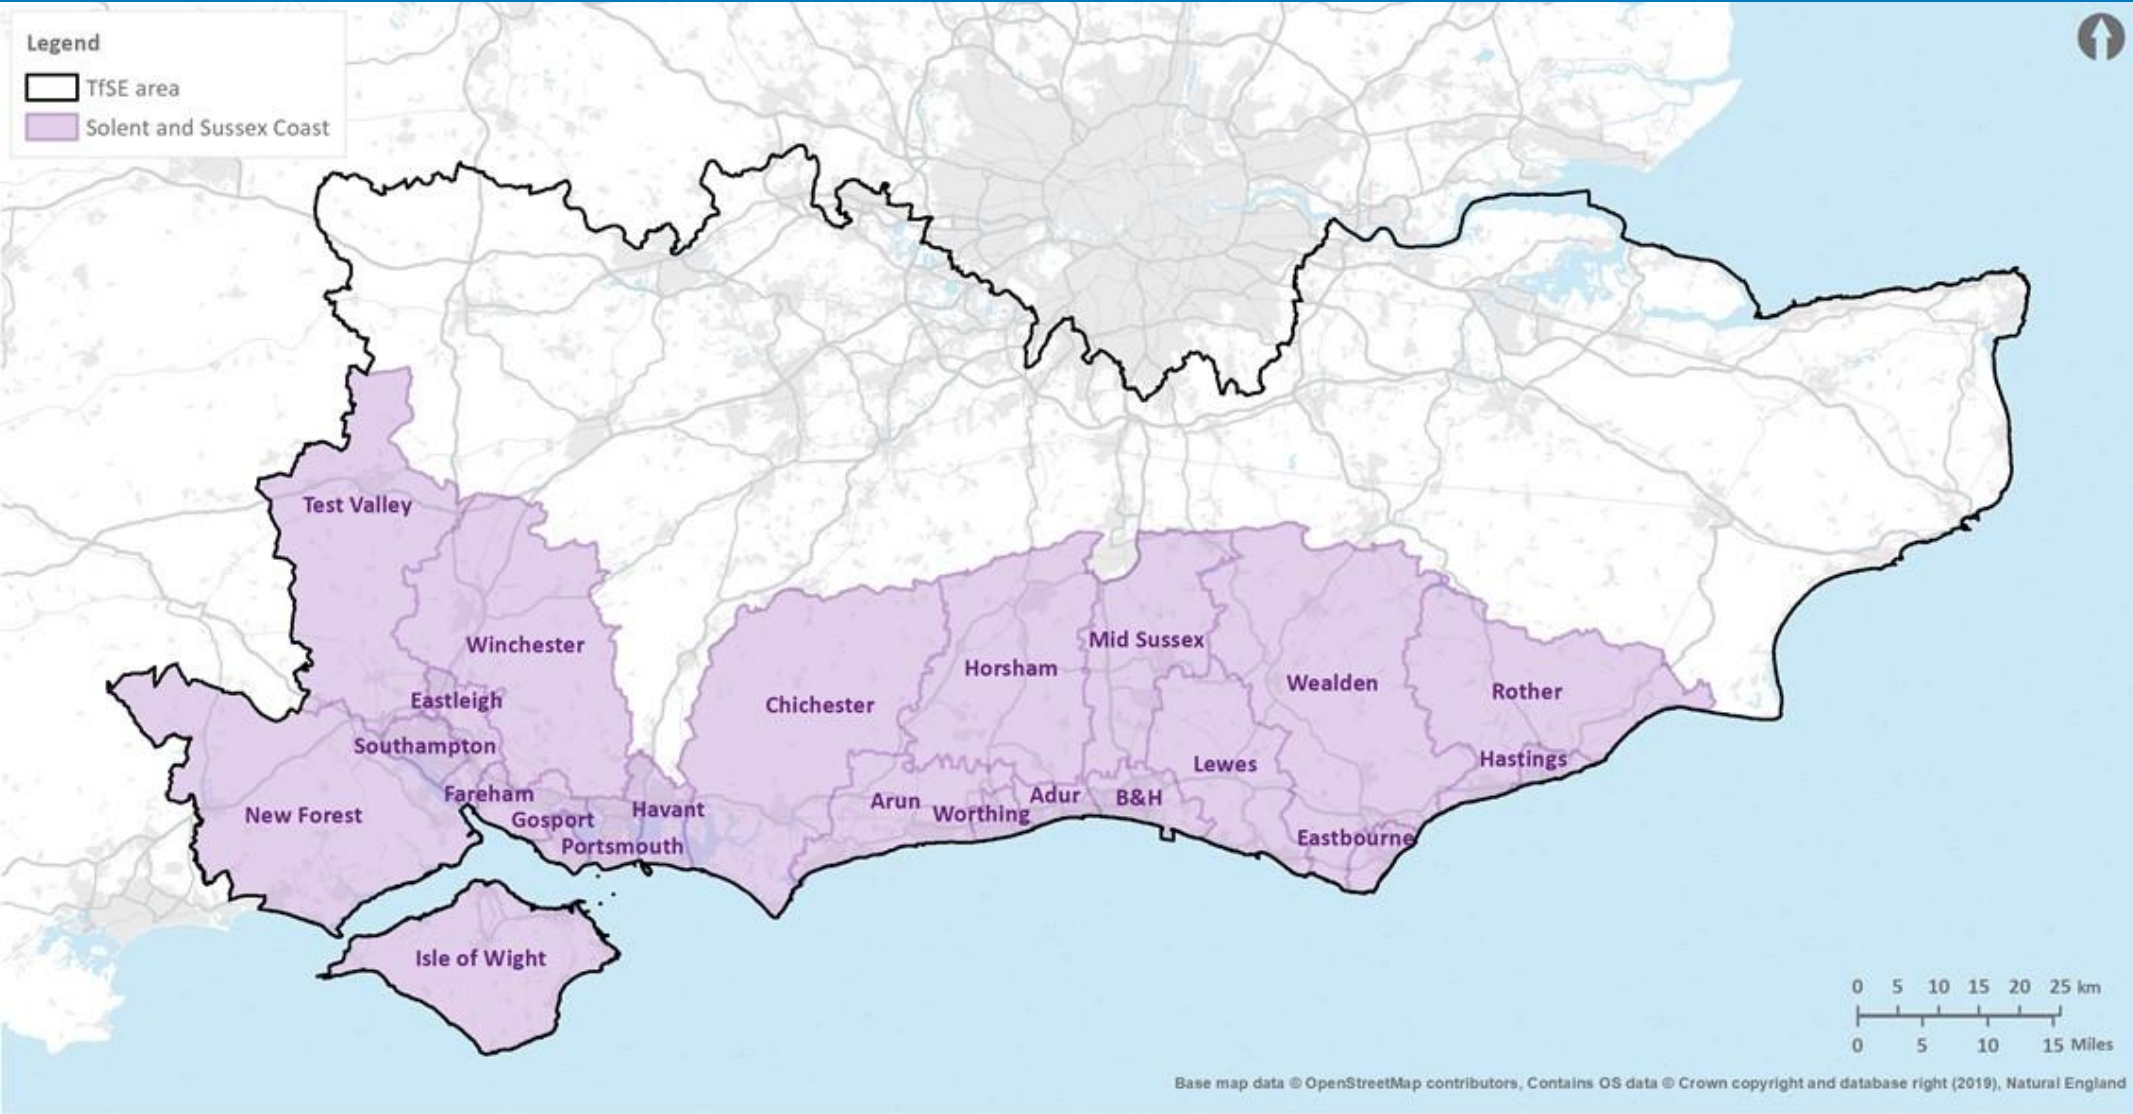 Legend
TfSE area
Solent and Sussex Coast
Test Valley
Winchester
Mid Sussex
Horsham
Wealden
Rother
Eastleigh
Chichester
Southampton
Lewes
Hastings
Fareham
Havant
Arun
Adur
B&H
New Forest
Gosport
Worthing
Portsmouth
Eastbourne
Isle of Wight
0 5 10 15 20 25 km
0 5 10 15 Miles
Base map data © OpenStreetMap contributors, Contains OS data © Crown copyright and database right (2019), Natural England